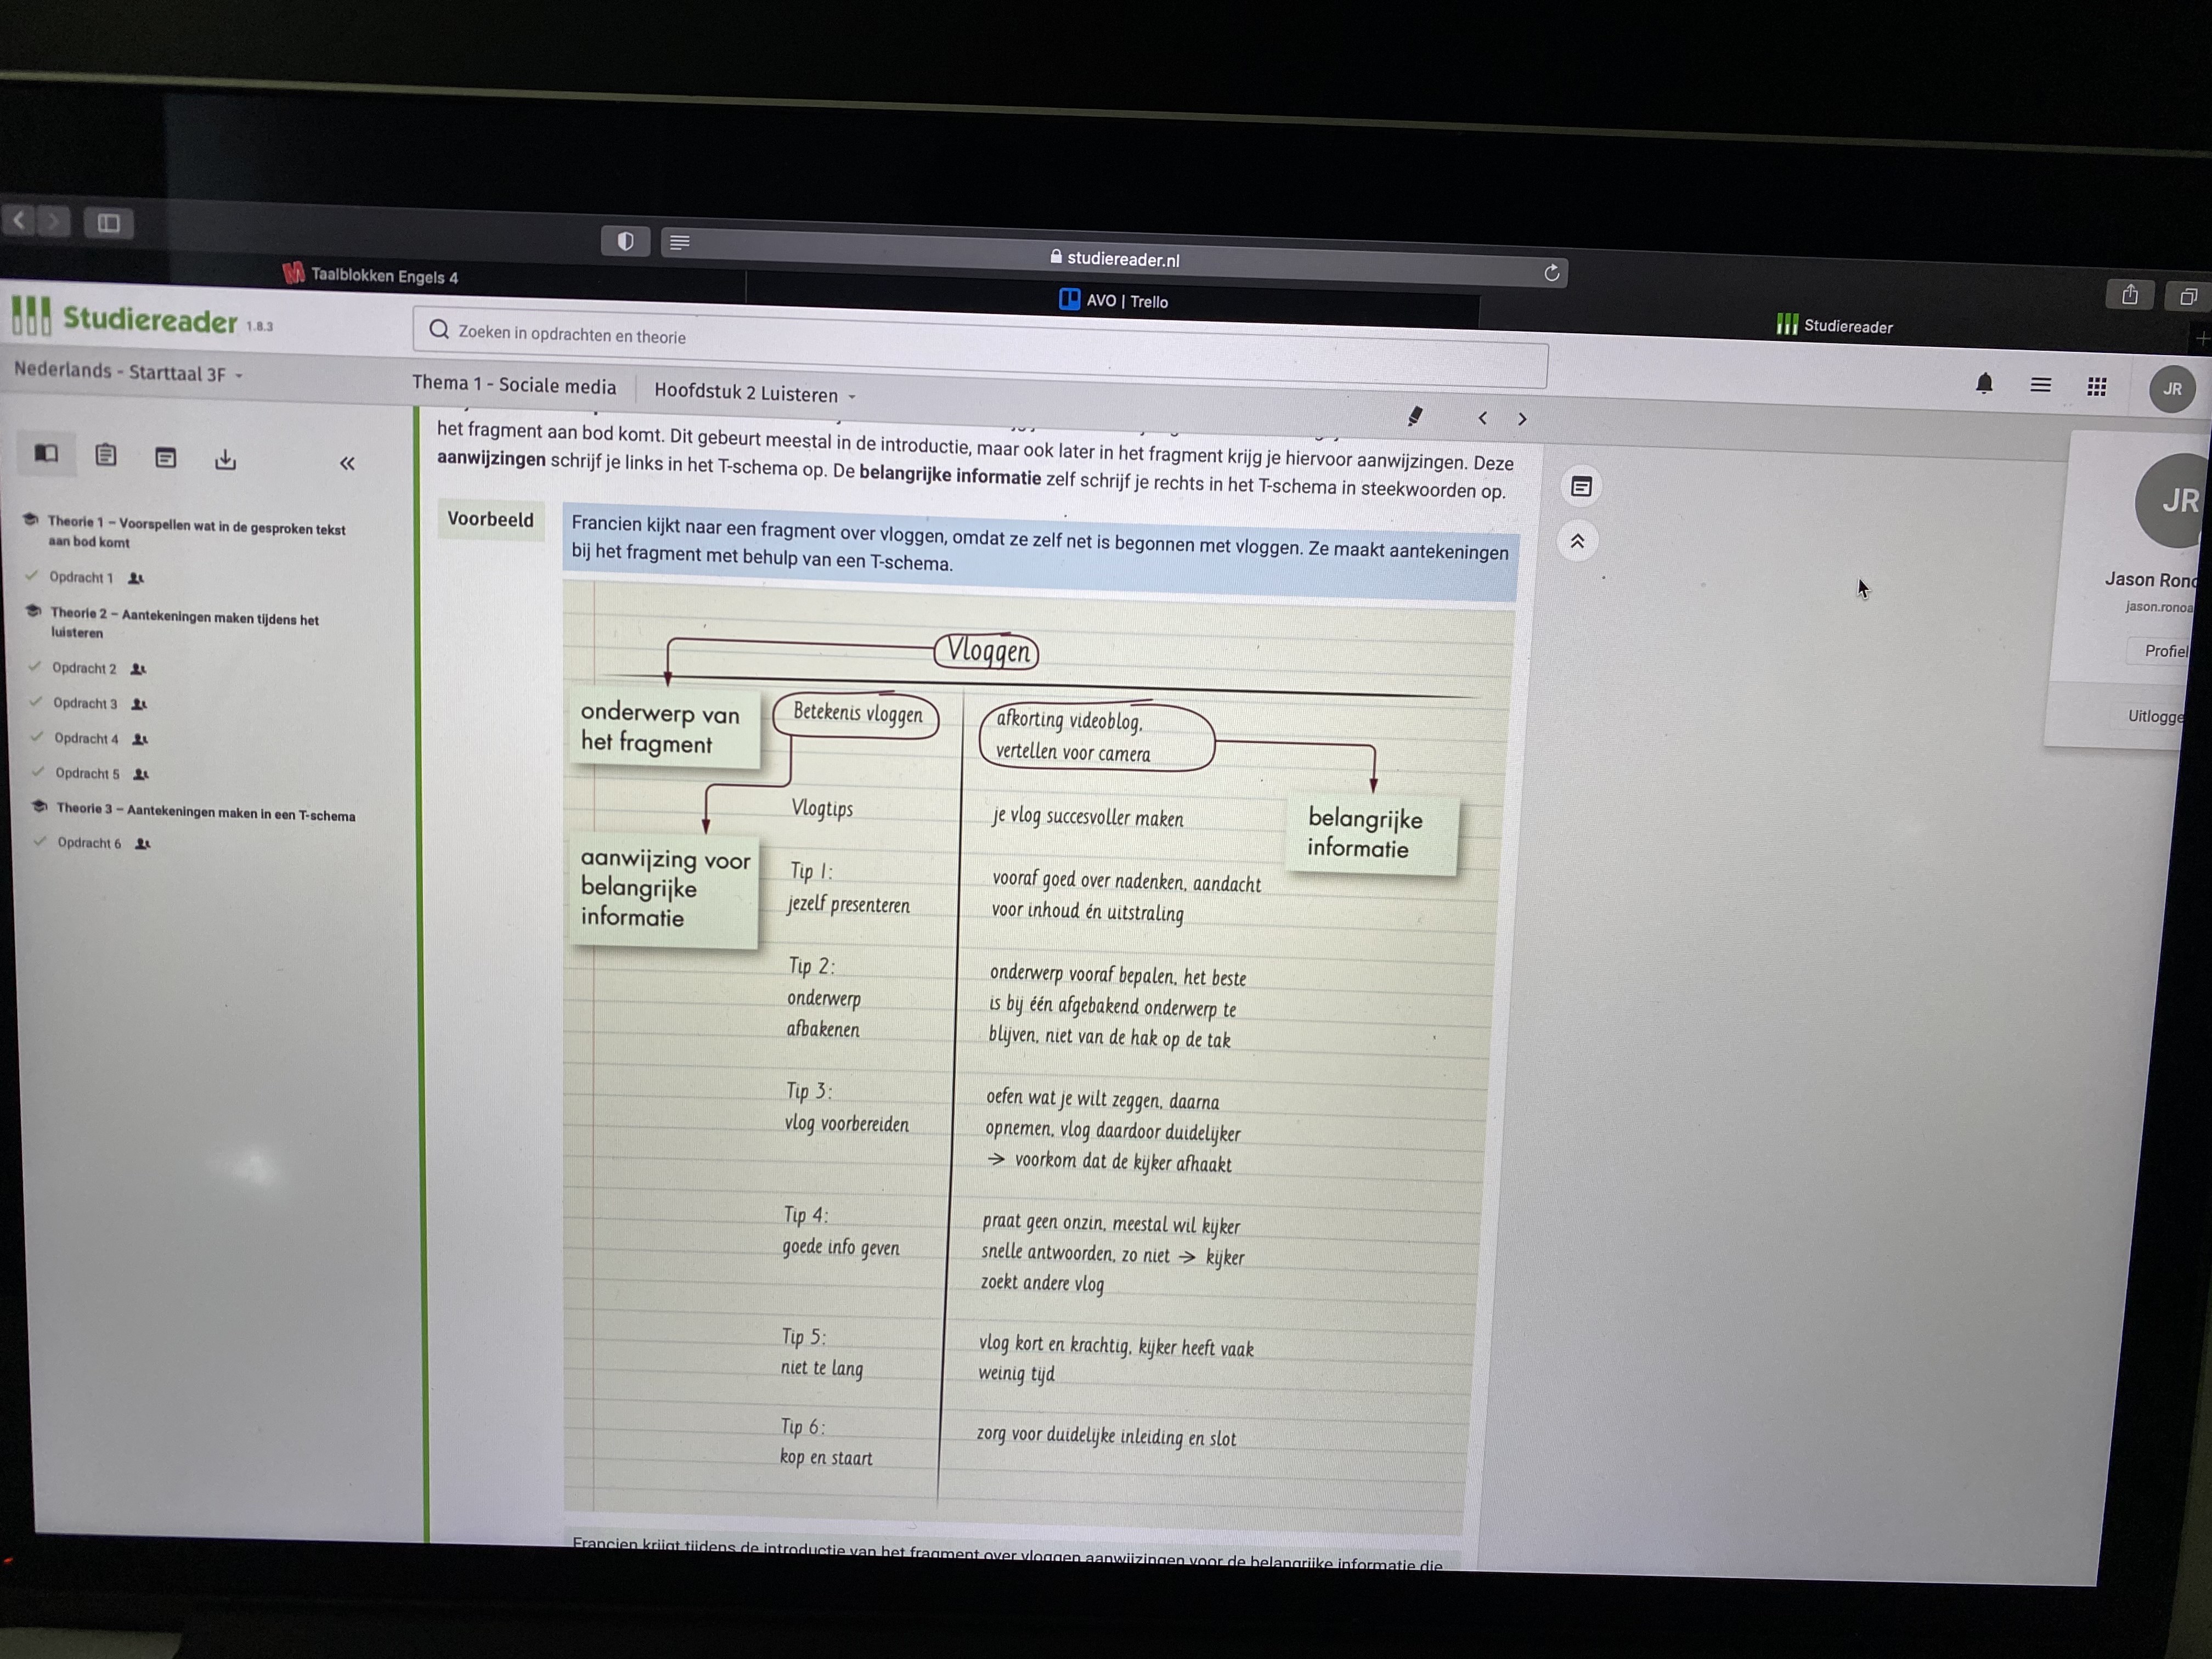 studiereader.nl
Taalblokken Engels 4
AVO | Trello
Studiereader
Studiereader 1.8.3
Zoeken in opdrachten en theorie
JR
Nederlands - Starttaal 3F
Thema 1 - Sociale media
Hoofdstuk 2 Luisteren
Theorie 1 – Voorspellen wat in de gesproken tekst
aan bod komt
Opdracht 1
Theorie 2 – Aantekeningen maken tijdens het
luisteren
Opdracht 2
Opdracht 3
Opdracht 4
Opdracht 5
Theorie 3 – Aantekeningen maken in een T-schema
Opdracht 6
het fragment aan bod komt. Dit gebeurt meestal in de introductie, maar ook later in het fragment krijg je hiervoor aanwijzingen. Deze
aanwijzingen schrijf je links in het T-schema op. De belangrijke informatie zelf schrijf je rechts in het T-schema in steekwoorden op.
Voorbeeld
Francien kijkt naar een fragment over vloggen, omdat ze zelf net is begonnen met vloggen. Ze maakt aantekeningen
bij het fragment met behulp van een T-schema.
Vloggen
onderwerp van
het fragment
Betekenis vloggen
afkorting videoblog,
vertellen voor camera
belangrijke
informatie
Vlogtips
je vlog succesvoller maken
aanwijzing voor
belangrijke
informatie
Tip 1:
jezelf presenteren
vooraf goed over nadenken, aandacht
voor inhoud én uitstraling
Tip 2:
onderwerp
afbakenen
onderwerp vooraf bepalen, het beste
is bij één afgebakend onderwerp te
blijven, niet van de hak op de tak
Tip 3:
vlog voorbereiden
oefen wat je wilt zeggen, daarna
opnemen, vlog daardoor duidelijker
→ voorkom dat de kijker afhaakt
Tip 4:
goede info geven
praat geen onzin, meestal wil kijker
snelle antwoorden, zo niet → kijker
zoekt andere vlog
Tip 5:
niet te lang
vlog kort en krachtig, kijker heeft vaak
weinig tijd
Tip 6:
kop en staart
zorg voor duidelijke inleiding en slot
Francien krijgt tijdens de introductie van het fragment over vloggen aanwijzingen voor de belangrijke informatie die
JR
Jason Rono
jason.ronoa
Profiel
Uitlogge